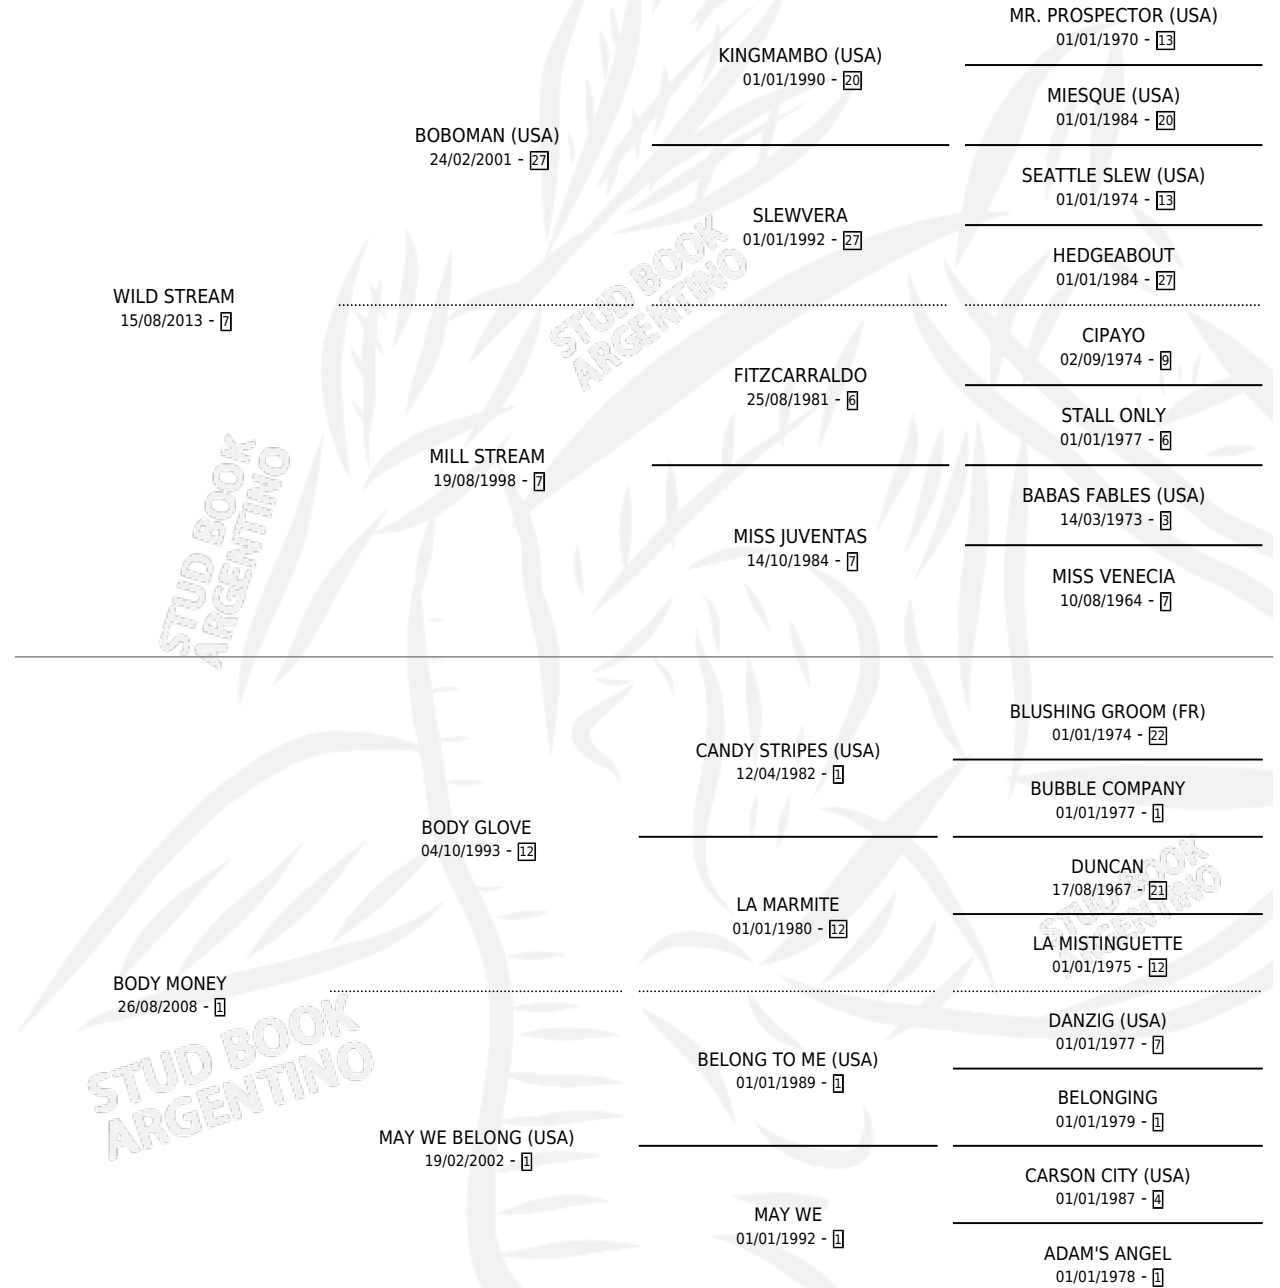 MR. PROSPECTOR (USA)
01/01/1970 - 13
KINGMAMBO (USA)
01/01/1990 - 20
MIESQUE (USA)
01/01/1984 - 20
BOBOMAN (USA)
24/02/2001 - 27
SEATTLE SLEW (USA)
01/01/1974 - 13
SLEWVERA
01/01/1992 - 27
HEDGEABOUT
01/01/1984 - 27
WILD STREAM
15/08/2013 - 7
CIPAYO
02/09/1974 - 9
FITZCARRALDO
25/08/1981 - 6
STALL ONLY
01/01/1977 - 6
MILL STREAM
19/08/1998 - 7
BABAS FABLES (USA)
14/03/1973 - 3
MISS JUVENTAS
14/10/1984 - 7
MISS VENECIA
10/08/1964 - 7
BLUSHING GROOM (FR)
01/01/1974 - 22
CANDY STRIPES (USA)
12/04/1982 - 1
BUBBLE COMPANY
01/01/1977 - 1
BODY GLOVE
04/10/1993 - 12
DUNCAN
17/08/1967 - 21
LA MARMITE
01/01/1980 - 12
LA MISTINGUETTE
01/01/1975 - 12
BODY MONEY
26/08/2008 - 1
DANZIG (USA)
01/01/1977 - 7
BELONG TO ME (USA)
01/01/1989 - 1
BELONGING
01/01/1979 - 1
MAY WE BELONG (USA)
19/02/2002 - 1
CARSON CITY (USA)
01/01/1987 - 4
MAY WE
01/01/1992 - 1
ADAM'S ANGEL
01/01/1978 - 1
STUD BOOK
ARGENTINO
STUD BOOK
ARGENTINO
STUD BOOK
ARGENTINO
STUD BOOK
ARGENTINO